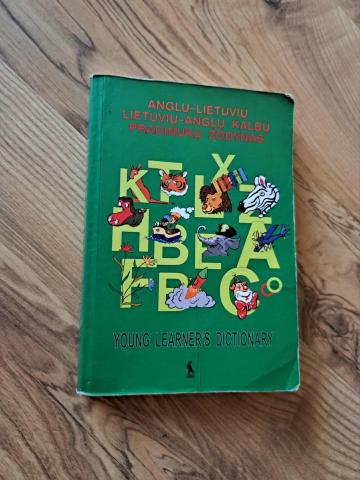 ANGLŲ–LIETUVIŲ
LIETUVIŲ–ANGLŲ KALBŲ
PRADINUKŲ ŽODYNAS
K T L X Z
H B E A
F D C
YOUNG LEARNER'S DICTIONARY